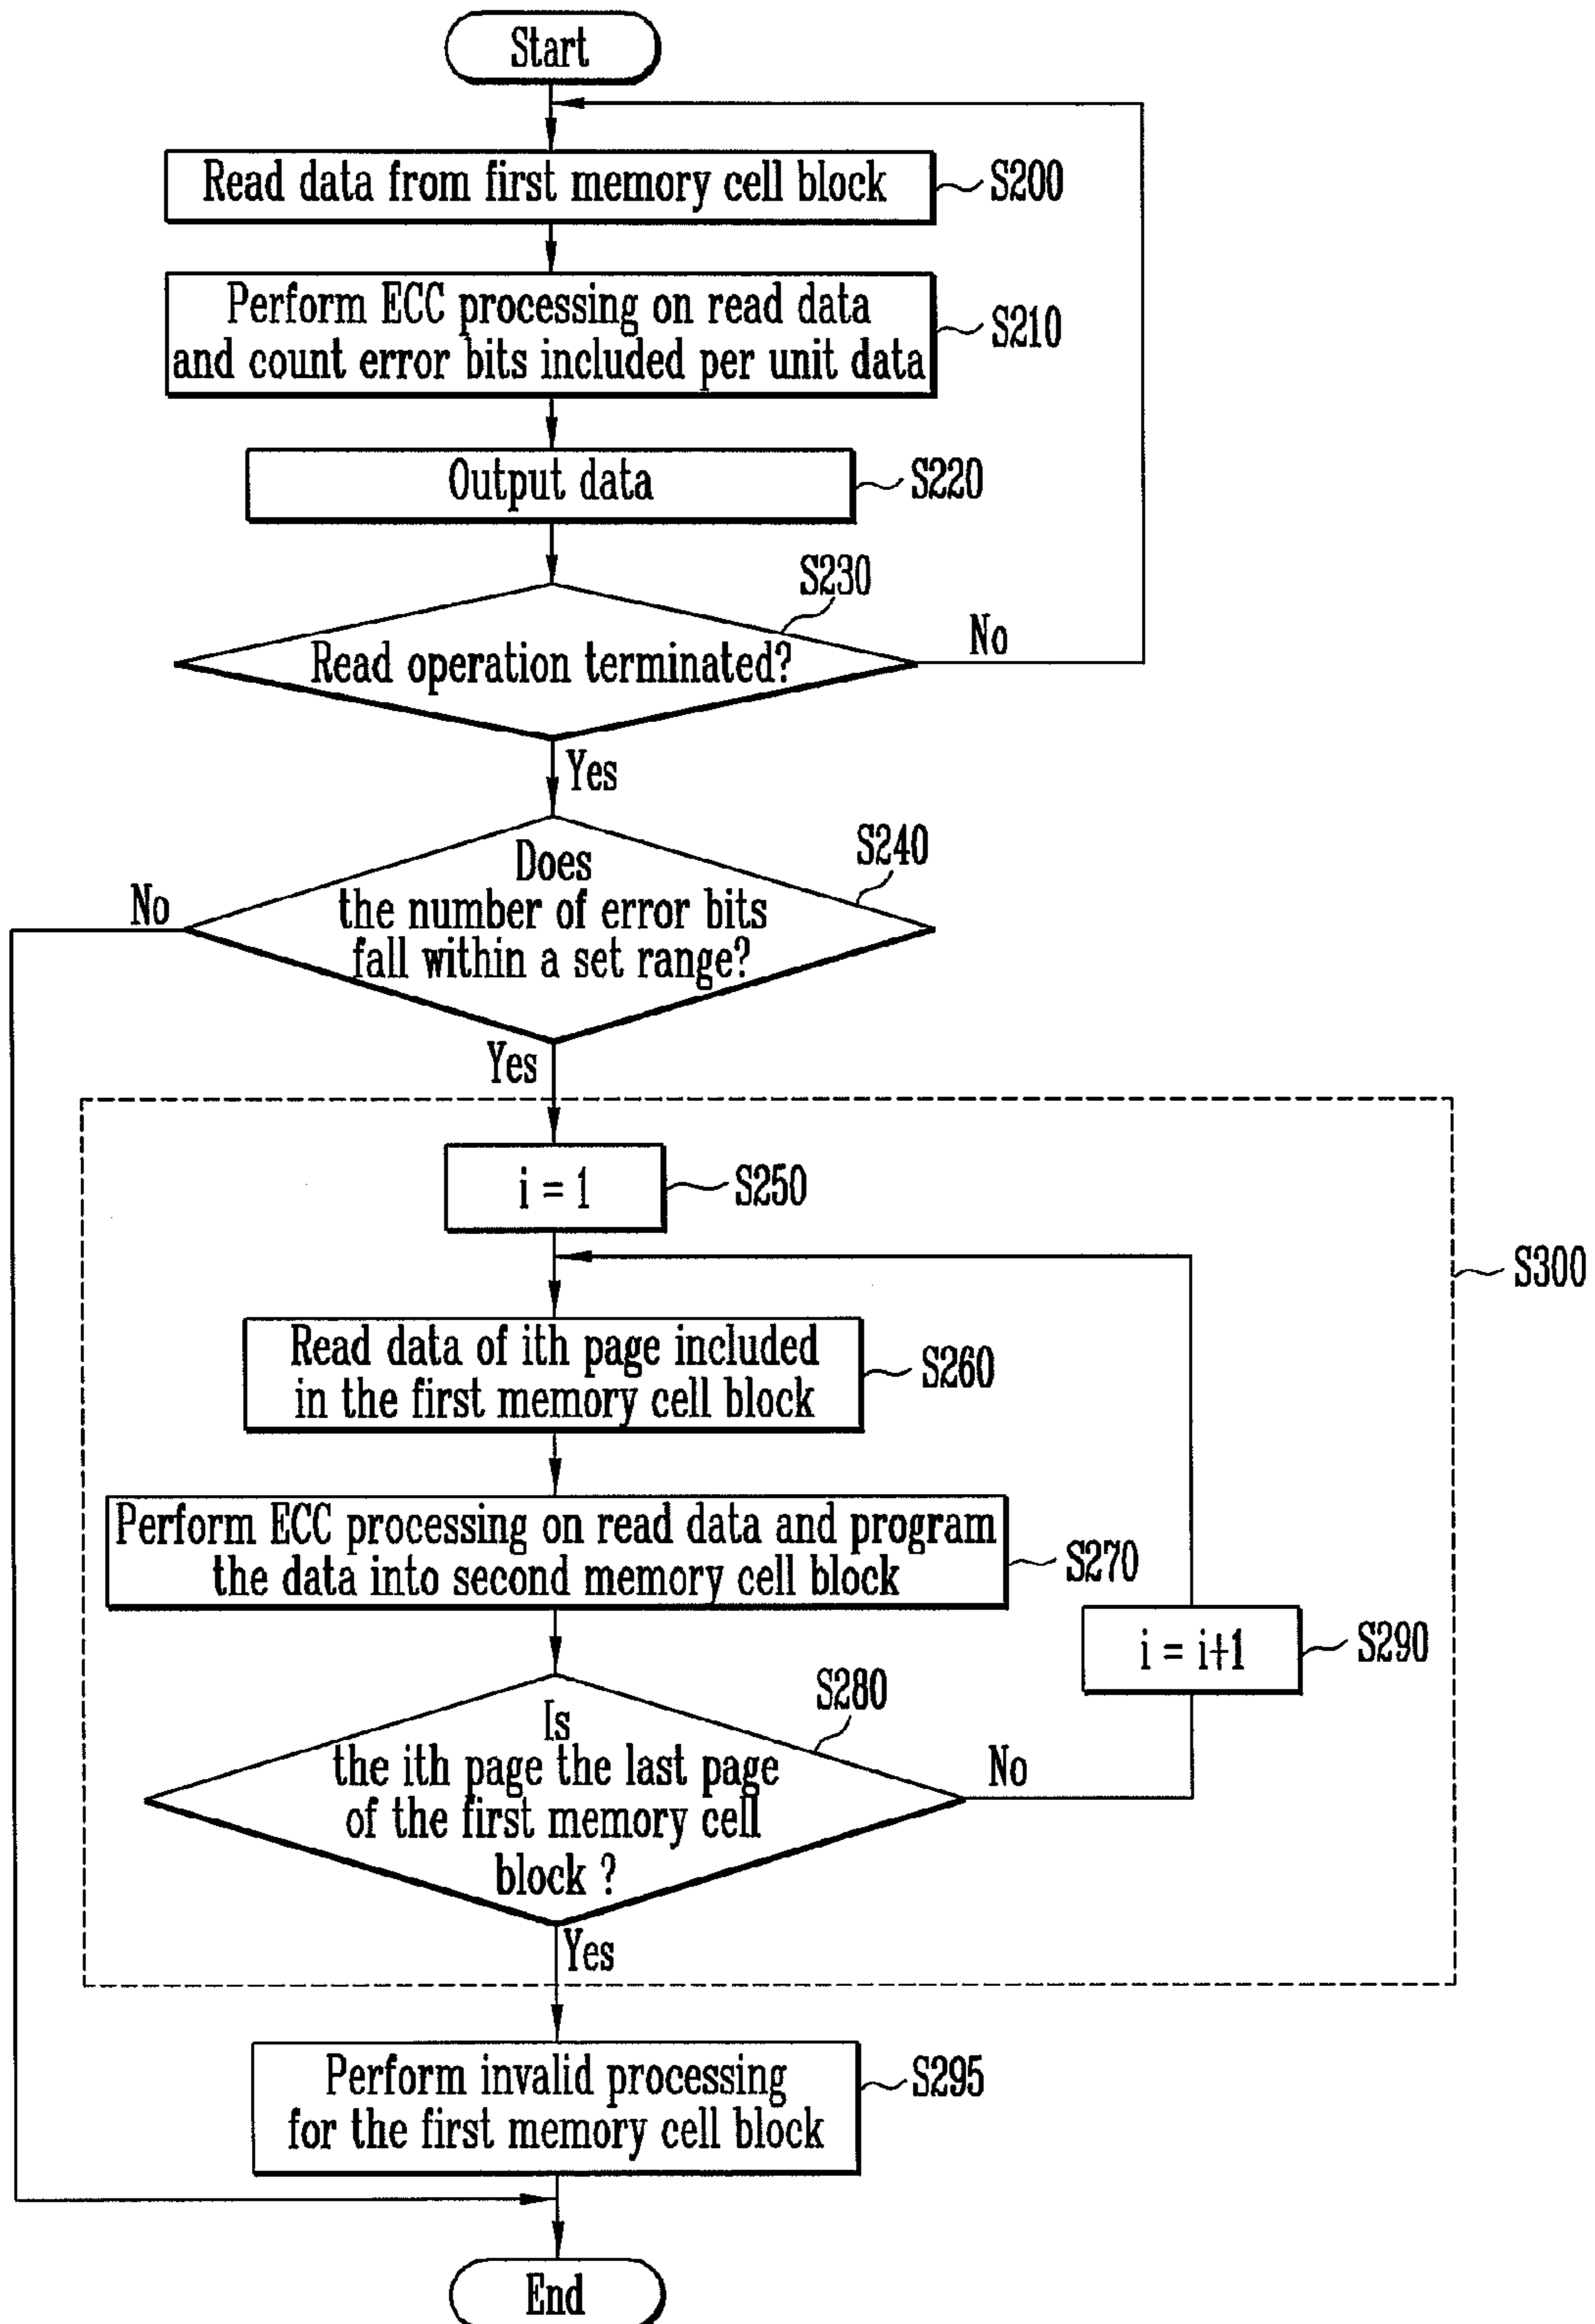 Start
Read data from first memory cell block
S200
Perform ECC processing on read data
and count error bits included per unit data
S210
Output data
S220
S230
Read operation terminated?
No
Yes
S240
Does
the number of error bits
fall within a set range?
No
Yes
i = 1
S250
S300
Read data of ith page included
in the first memory cell block
S260
Perform ECC processing on read data and program
the data into second memory cell block
S270
i = i+1
S290
S280
Is
the ith page the last page
of the first memory cell
block ?
No
Yes
Perform invalid processing
for the first memory cell block
S295
End